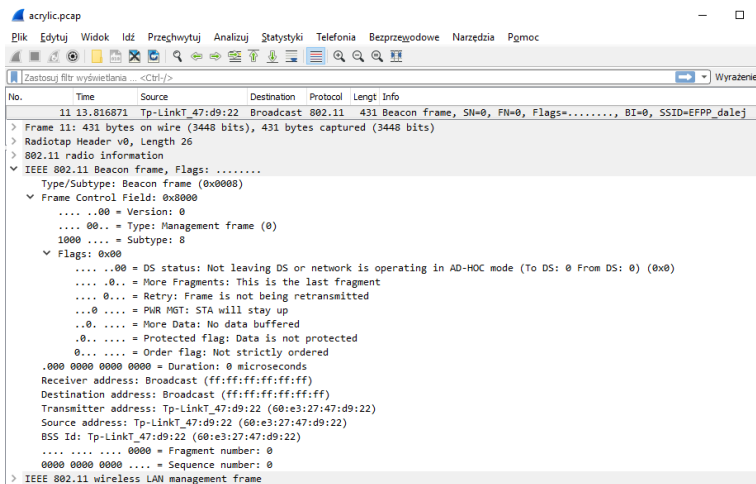 acrylic.pcap
Plik Edytuj Widok Idź Przechwytuj Analizuj Statystyki Telefonia Bezprzewodowe Narzędzia Pomoc
Zastosuj filtr wyświetlania ... <Ctrl-/> Wyrażenie
No. Time Source Destination Protocol Lengt Info
11 13.816871 Tp-LinkT_47:d9:22 Broadcast 802.11 431 Beacon frame, SN=0, FN=0, Flags=........, BI=0, SSID=EFPP_dalej
> Frame 11: 431 bytes on wire (3448 bits), 431 bytes captured (3448 bits)
> Radiotap Header v0, Length 26
> 802.11 radio information
IEEE 802.11 Beacon frame, Flags: ........
Type/Subtype: Beacon frame (0x0008)
Frame Control Field: 0x8000
.... ..00 = Version: 0
.... 00.. = Type: Management frame (0)
1000 .... = Subtype: 8
Flags: 0x00
.... ..00 = DS status: Not leaving DS or network is operating in AD-HOC mode (To DS: 0 From DS: 0) (0x0)
.... .0.. = More Fragments: This is the last fragment
.... 0... = Retry: Frame is not being retransmitted
...0 .... = PWR MGT: STA will stay up
..0. .... = More Data: No data buffered
.0.. .... = Protected flag: Data is not protected
0... .... = Order flag: Not strictly ordered
.000 0000 0000 0000 = Duration: 0 microseconds
Receiver address: Broadcast (ff:ff:ff:ff:ff:ff)
Destination address: Broadcast (ff:ff:ff:ff:ff:ff)
Transmitter address: Tp-LinkT_47:d9:22 (60:e3:27:47:d9:22)
Source address: Tp-LinkT_47:d9:22 (60:e3:27:47:d9:22)
BSS Id: Tp-LinkT_47:d9:22 (60:e3:27:47:d9:22)
.... .... .... 0000 = Fragment number: 0
0000 0000 0000 .... = Sequence number: 0
> IEEE 802.11 wireless LAN management frame